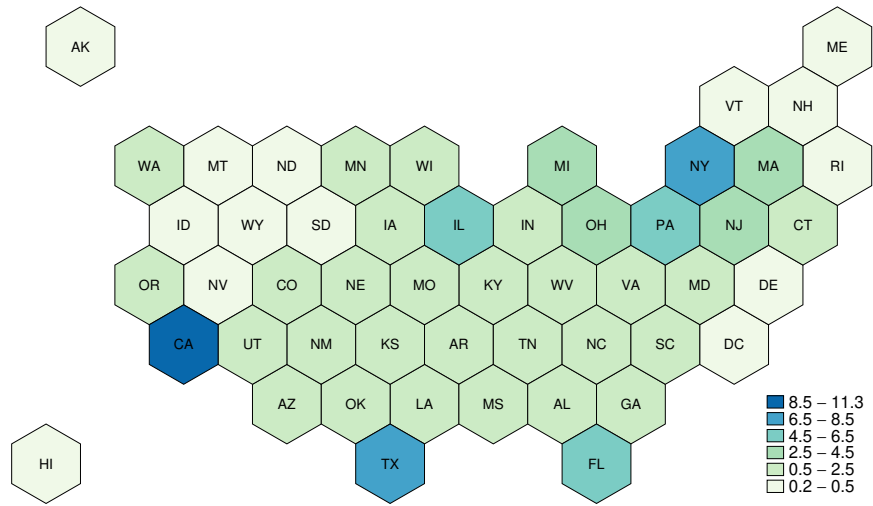 AK ME
VT NH
WA MT ND MN WI MI NY MA RI
ID WY SD IA IL IN OH PA NJ CT
OR NV CO NE MO KY WV VA MD DE
CA UT NM KS AR TN NC SC DC
AZ OK LA MS AL GA
HI TX FL
8.5 – 11.3
6.5 – 8.5
4.5 – 6.5
2.5 – 4.5
0.5 – 2.5
0.2 – 0.5